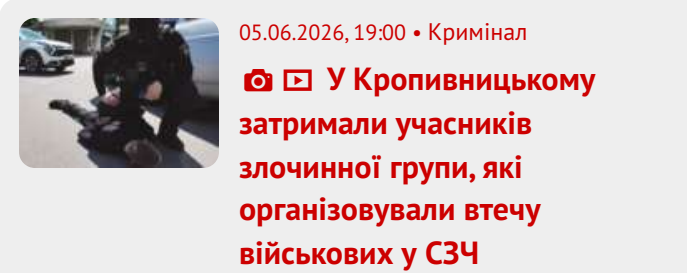 05.06.2026, 19:00 • Кримінал
У Кропивницькому
затримали учасників
злочинної групи, які
організовували втечу
військових у СЗЧ